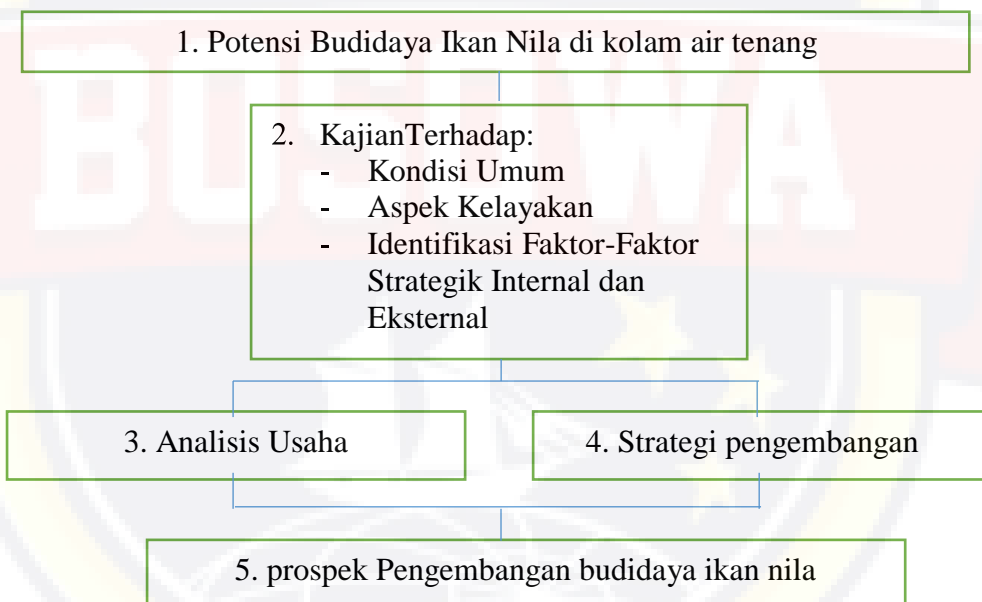 BOSOWA
1. Potensi Budidaya Ikan Nila di kolam air tenang
2. KajianTerhadap:
- Kondisi Umum
- Aspek Kelayakan
- Identifikasi Faktor-Faktor
Strategik Internal dan
Eksternal
3. Analisis Usaha
4. Strategi pengembangan
5. prospek Pengembangan budidaya ikan nila